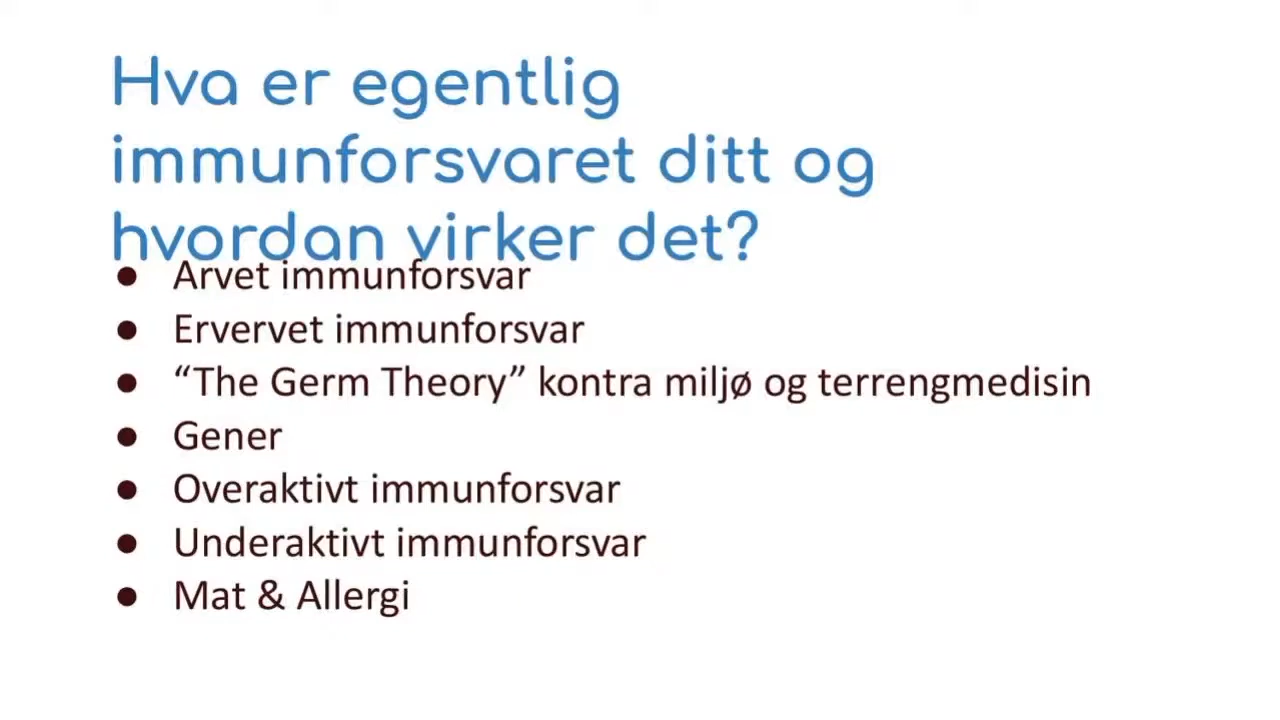 Hva er egentlig
immunforsvaret ditt og
hvordan virker det?
● Arvet immunforsvar
● Ervervet immunforsvar
● “The Germ Theory” kontra miljø og terrengmedisin
● Gener
● Overaktivt immunforsvar
● Underaktivt immunforsvar
● Mat & Allergi